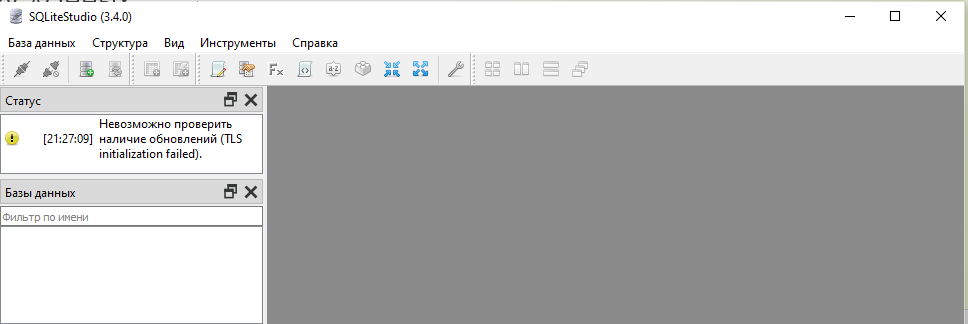 SQLiteStudio (3.4.0)
База данных Структура Вид Инструменты Справка
Статус
[21:27:09] Невозможно проверить
наличие обновлений (TLS
initialization failed).
Базы данных
Фильтр по имени